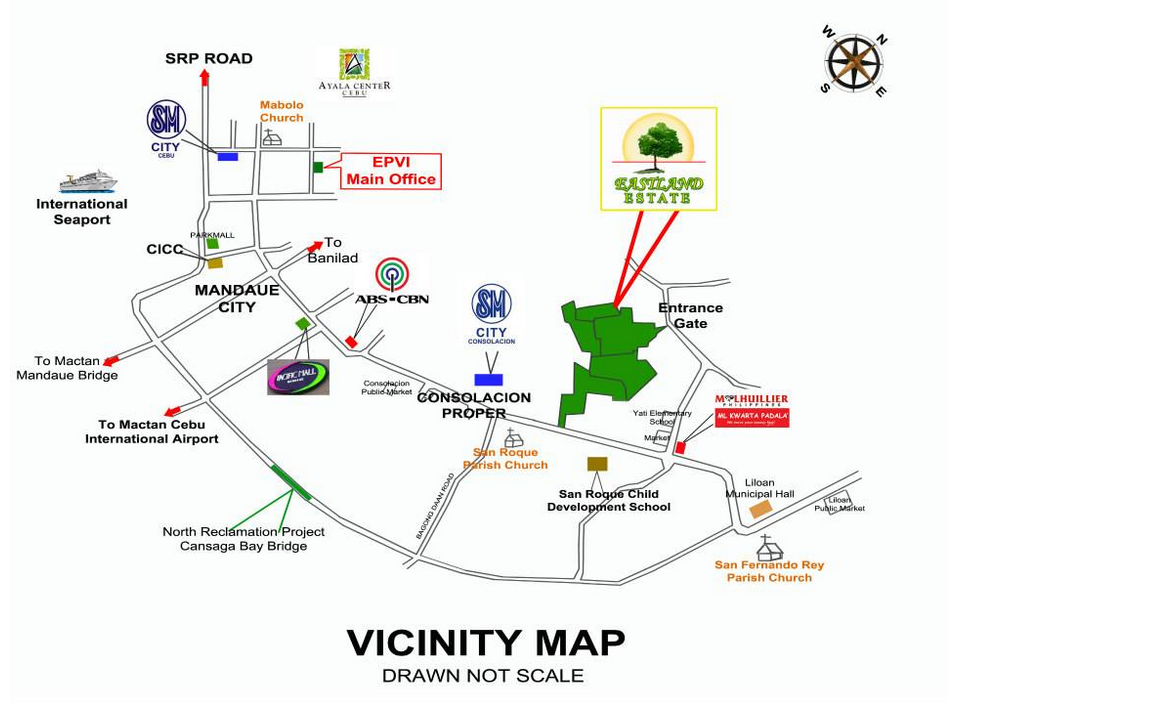 W
N
S
E
SRP ROAD
AYALA CENTER
CEBU
SM
CITY
CEBU
Mabolo
Church
EPVI
Main Office
EASTLAND
ESTATE
International
Seaport
PARKMALL
CICC
To
Banilad
MANDAUE
CITY
ABS-CBN
SM
CITY
CONSOLACION
Entrance
Gate
To Mactan
Mandaue Bridge
PACIFIC MALL
Consolacion
Public Market
CONSOLACION
PROPER
MLHUILLIER
PHILIPPINES
ML KWARTA PADALA
Yati Elementary
School
Market
To Mactan Cebu
International Airport
San Roque
Parish Church
San Roque Child
Development School
BAGONG DAAN ROAD
Liloan
Municipal Hall
Liloan
Public Market
North Reclamation Project
Cansaga Bay Bridge
San Fernando Rey
Parish Church
VICINITY MAP
DRAWN NOT SCALE